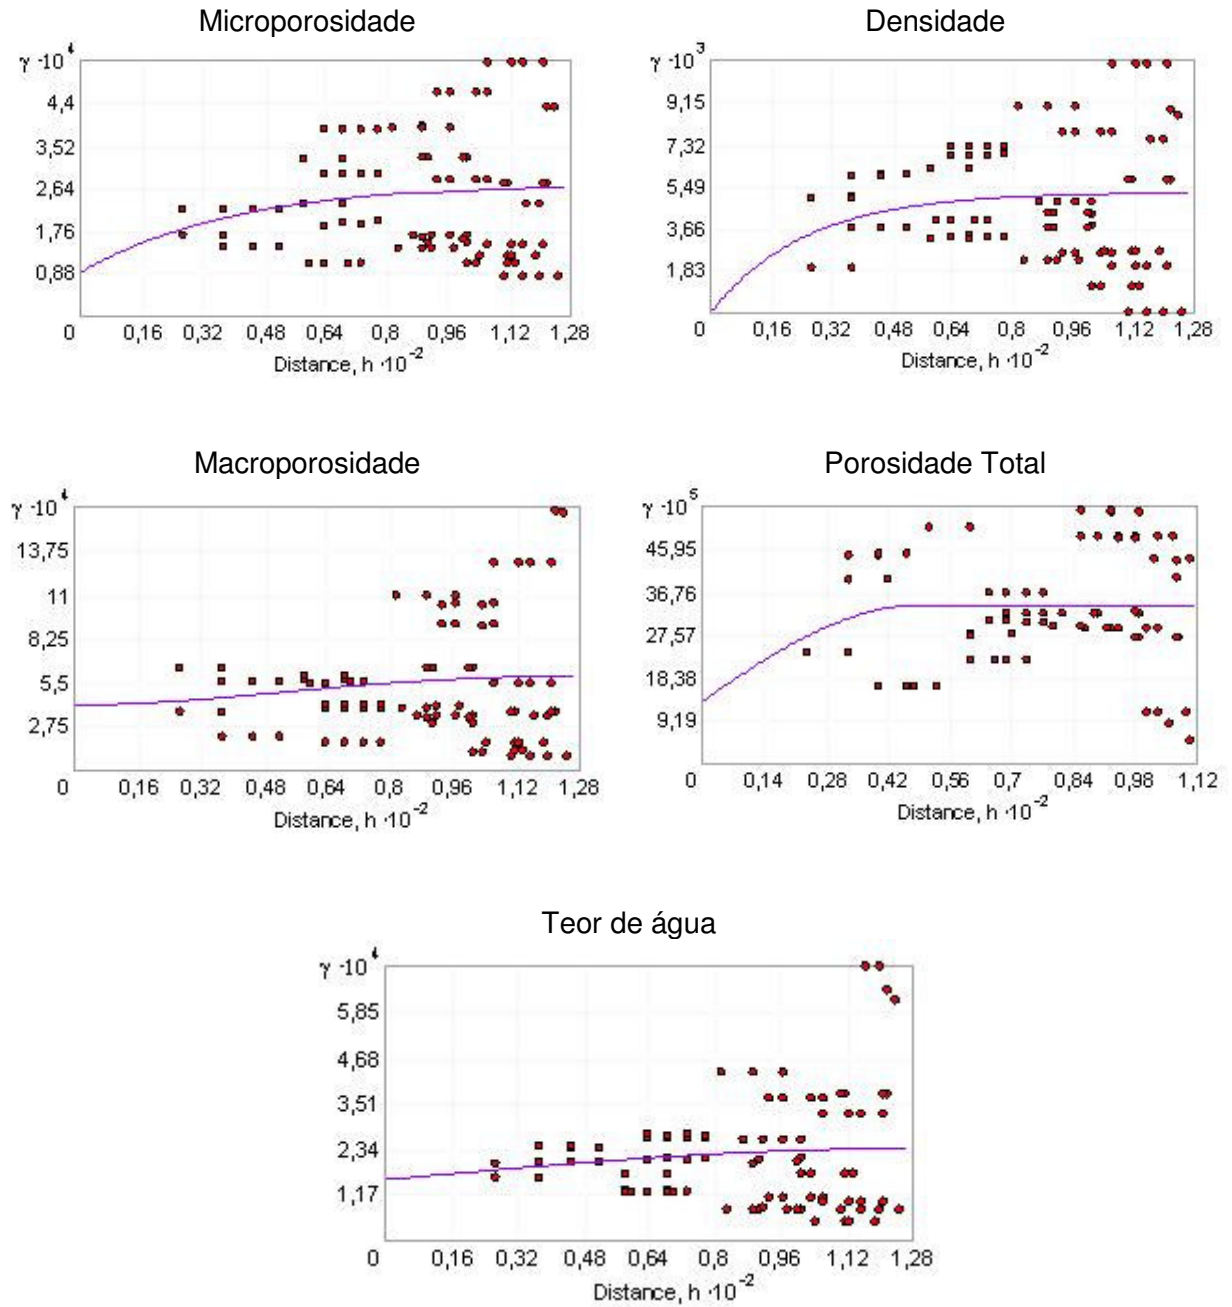 Microporosidade
γ ·10⁴
4,4
3,52
2,64
1,76
0,88
0 0,16 0,32 0,48 0,64 0,8 0,96 1,12 1,28
Distance, h ·10⁻²
Densidade
γ ·10³
9,15
7,32
5,49
3,66
1,83
0 0,16 0,32 0,48 0,64 0,8 0,96 1,12 1,28
Distance, h ·10⁻²
Macroporosidade
γ ·10⁴
13,75
11
8,25
5,5
2,75
0 0,16 0,32 0,48 0,64 0,8 0,96 1,12 1,28
Distance, h ·10⁻²
Porosidade Total
γ ·10⁵
45,95
36,76
27,57
18,38
9,19
0 0,14 0,28 0,42 0,56 0,7 0,84 0,98 1,12
Distance, h ·10⁻²
Teor de água
γ ·10⁴
5,85
4,68
3,51
2,34
1,17
0 0,16 0,32 0,48 0,64 0,8 0,96 1,12 1,28
Distance, h ·10⁻²